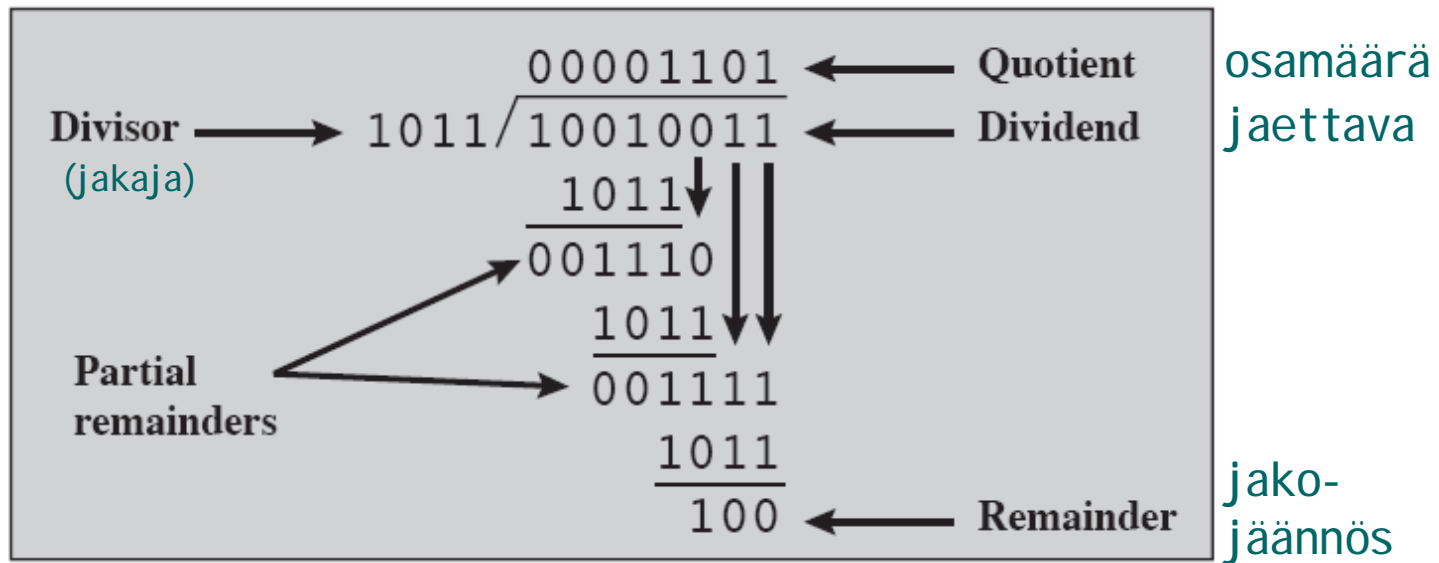 00001101 Quotient osamäärä
Divisor 1011/10010011 Dividend jaettava
(jakaja) 1011
001110
1011
Partial 001111
remainders
1011
100 Remainder jako-
jäännös